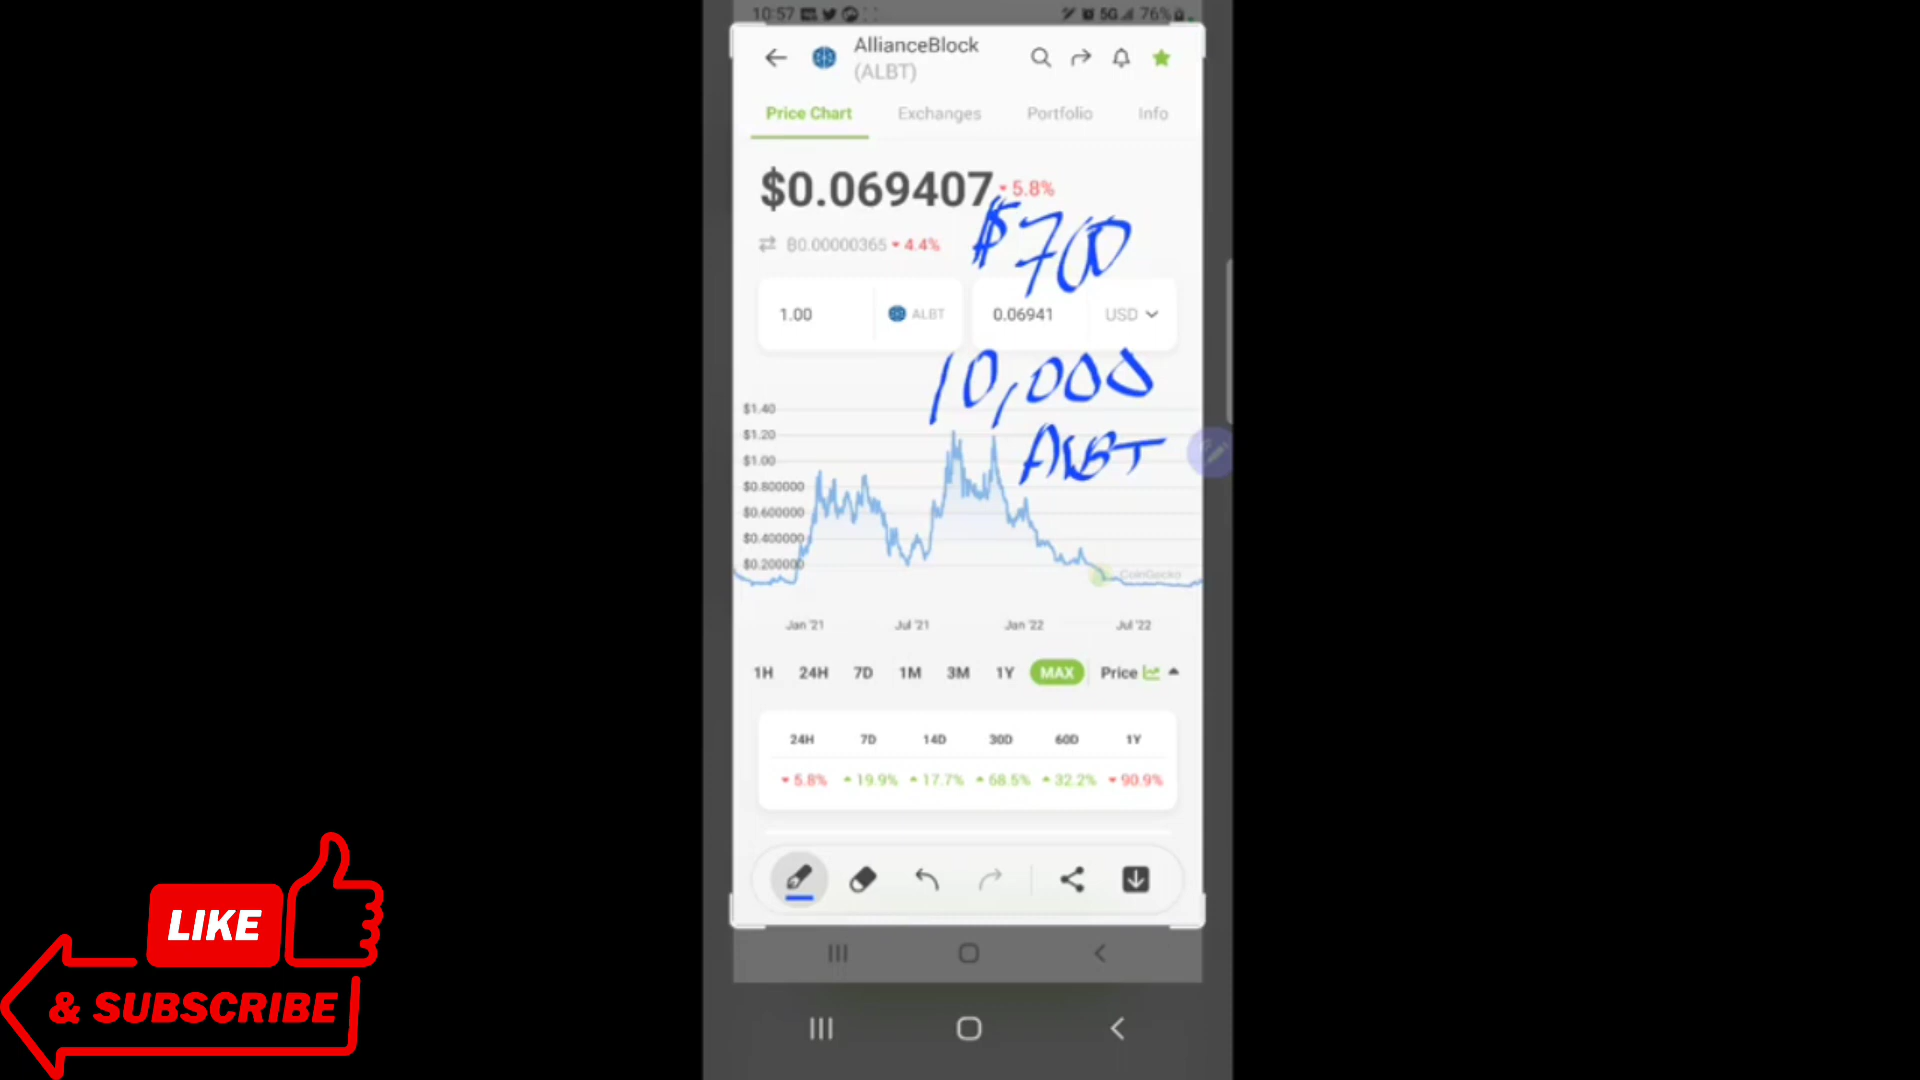 10:57 5G 76%
AllianceBlock
(ALBT)
Price Chart Exchanges Portfolio Info
$0.069407 5.8%
$700
฿0.00000365 4.4%
1.00 ALBT 0.06941 USD
10,000
ALBT
$1.40
$1.20
$1.00
$0.800000
$0.600000
$0.400000
$0.200000
CoinGecko
Jan '21 Jul '21 Jan '22 Jul '22
1H 24H 7D 1M 3M 1Y MAX Price
24H 7D 14D 30D 60D 1Y
5.8% 19.9% 17.7% 68.5% 32.2% 90.9%
LIKE
& SUBSCRIBE